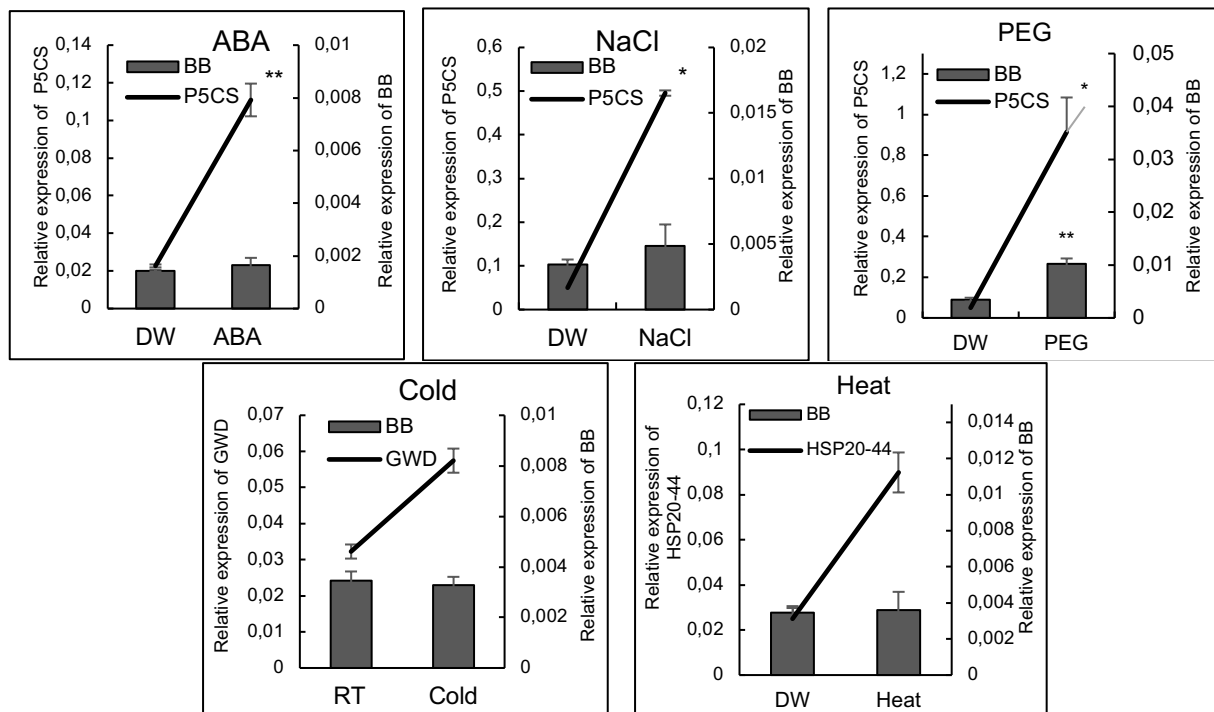 ABA
Relative expression of P5CS
0,14
0,12
0,1
0,08
0,06
0,04
0,02
0
BB
P5CS
**
0,01
0,008
0,006
0,004
0,002
0
Relative expression of BB
DW
ABA
NaCl
Relative expression of P5CS
0,6
0,5
0,4
0,3
0,2
0,1
0
BB
P5CS
*
0,02
0,015
0,01
0,005
0
Relative expression of BB
DW
NaCl
PEG
Relative expression of P5CS
1,2
1
0,8
0,6
0,4
0,2
0
BB
P5CS
*
**
0,05
0,04
0,03
0,02
0,01
0
Relative expression of BB
DW
PEG
Cold
Relative expression of GWD
0,07
0,06
0,05
0,04
0,03
0,02
0,01
0
BB
GWD
0,01
0,008
0,006
0,004
0,002
0
Relative expression of BB
RT
Cold
Heat
Relative expression of
HSP20-44
0,12
0,1
0,08
0,06
0,04
0,02
0
BB
HSP20-44
0,014
0,012
0,01
0,008
0,006
0,004
0,002
0
Relative expression of BB
DW
Heat